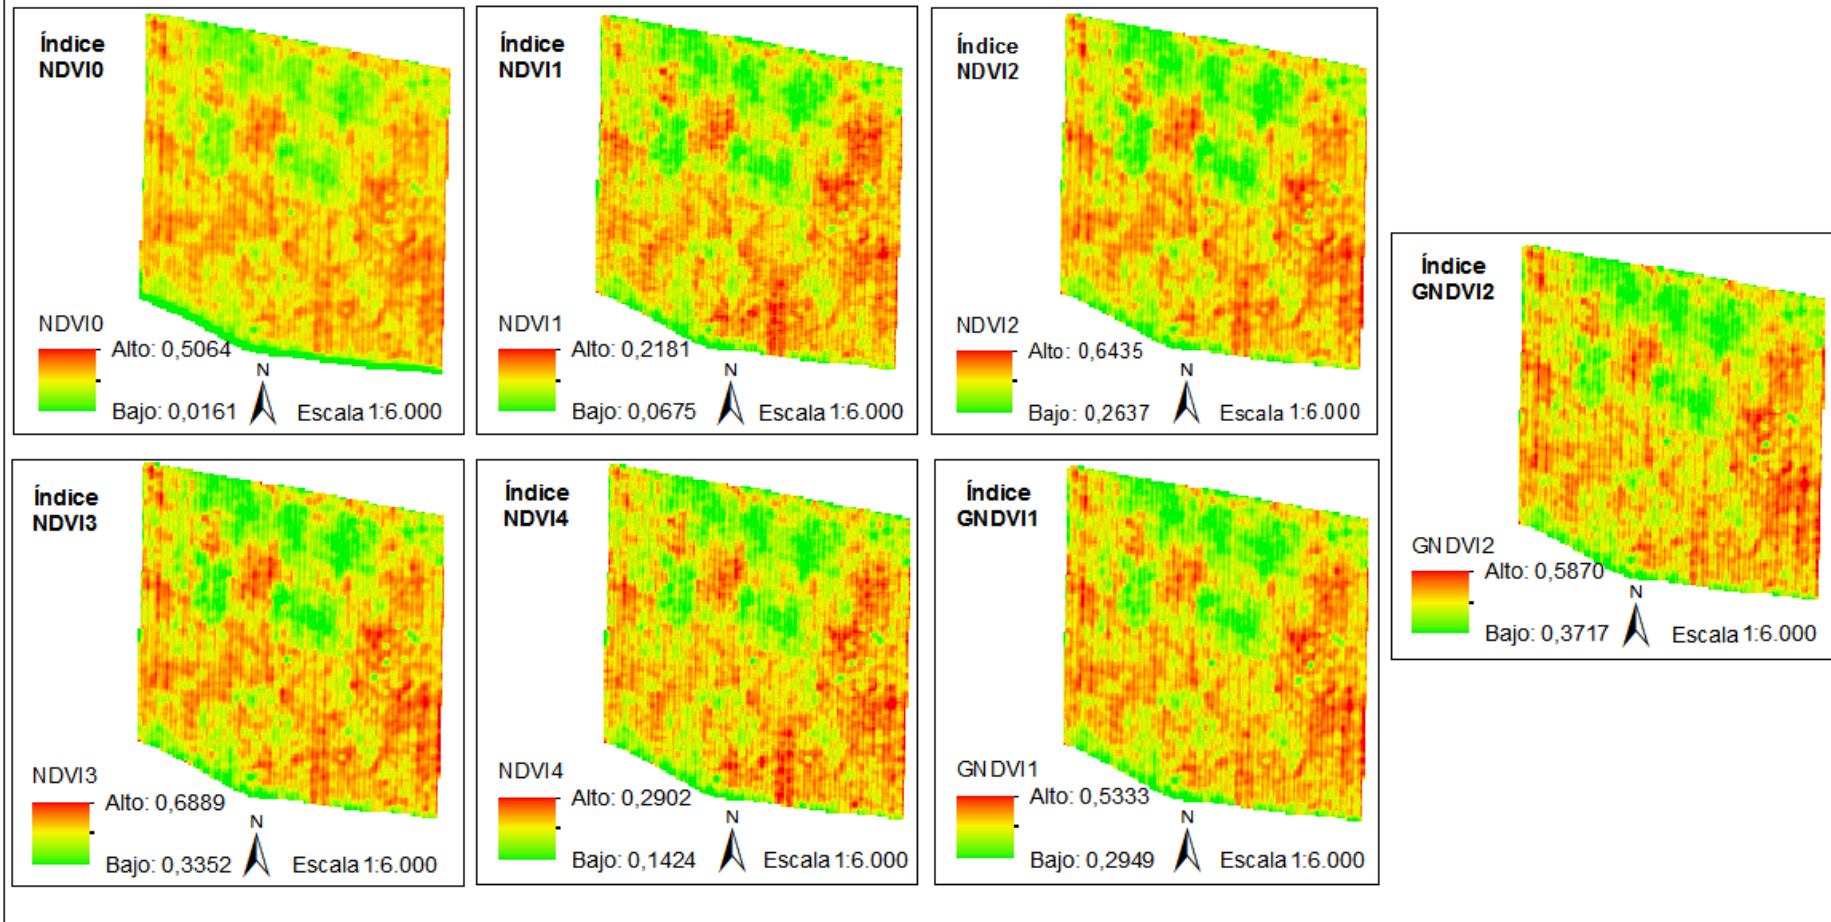 Índice
NDVI0
NDVI0
Alto: 0,5064
Bajo: 0,0161
N
Escala 1:6.000
Índice
NDVI1
NDVI1
Alto: 0,2181
Bajo: 0,0675
N
Escala 1:6.000
Índice
NDVI2
NDVI2
Alto: 0,6435
Bajo: 0,2637
N
Escala 1:6.000
Índice
GNDVI2
GNDVI2
Alto: 0,5870
Bajo: 0,3717
N
Escala 1:6.000
Índice
NDVI3
NDVI3
Alto: 0,6889
Bajo: 0,3352
N
Escala 1:6.000
Índice
NDVI4
NDVI4
Alto: 0,2902
Bajo: 0,1424
N
Escala 1:6.000
Índice
GNDVI1
GNDVI1
Alto: 0,5333
Bajo: 0,2949
N
Escala 1:6.000